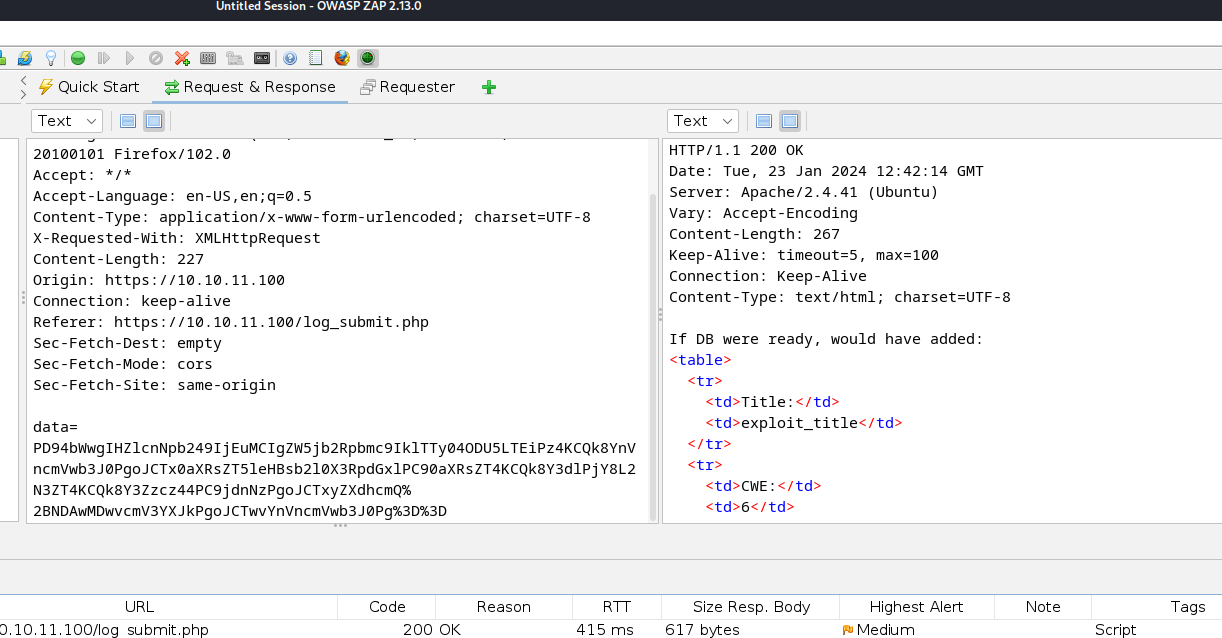 Untitled Session - OWASP ZAP 2.13.0
Quick Start
Request & Response
Requester
Text
Text
20100101 Firefox/102.0
Accept: */*
Accept-Language: en-US,en;q=0.5
Content-Type: application/x-www-form-urlencoded; charset=UTF-8
X-Requested-With: XMLHttpRequest
Content-Length: 227
Origin: https://10.10.11.100
Connection: keep-alive
Referer: https://10.10.11.100/log_submit.php
Sec-Fetch-Dest: empty
Sec-Fetch-Mode: cors
Sec-Fetch-Site: same-origin
data=
PD94bWwgIHZlcnNpb249IjEuMCIgZW5jb2Rpbmc9IklTTy04ODU5LTEiPz4KCQk8YnV
ncmVwb3J0PgoJCTx0aXRsZT5leHBsb2l0X3RpdGxlPC90aXRsZT4KCQk8Y3dlPjY8L2
N3ZT4KCQk8Y3Zzcz44PC9jdnNzPgoJCTxyZXdhcmQ%
2BNDAwMDwvcmV3YXJkPgoJCTwvYnVncmVwb3J0Pg%3D%3D
HTTP/1.1 200 OK
Date: Tue, 23 Jan 2024 12:42:14 GMT
Server: Apache/2.4.41 (Ubuntu)
Vary: Accept-Encoding
Content-Length: 267
Keep-Alive: timeout=5, max=100
Connection: Keep-Alive
Content-Type: text/html; charset=UTF-8
If DB were ready, would have added:
<table>
<tr>
<td>Title:</td>
<td>exploit_title</td>
</tr>
<tr>
<td>CWE:</td>
<td>6</td>
URL Code Reason RTT Size Resp. Body Highest Alert Note Tags
0.10.11.100/log_submit.php 200 OK 415 ms 617 bytes Medium Script